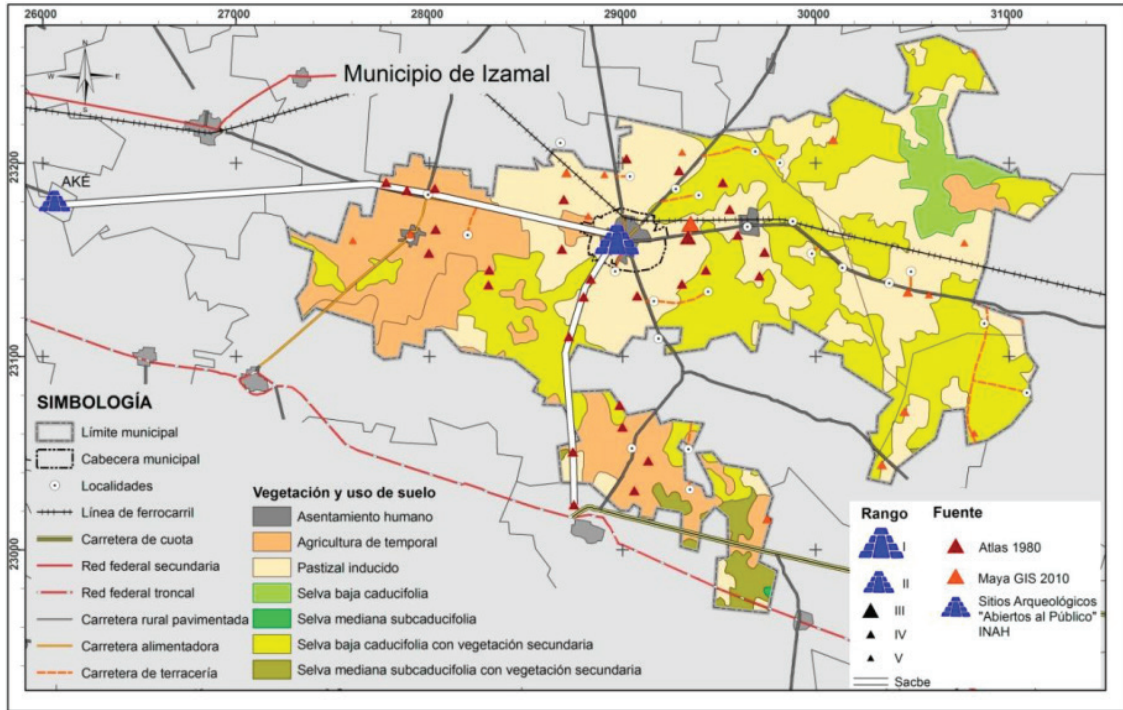 26000 27000 28000 29000 30000 31000
N
W E
S
Municipio de Izamal
23200
AKÉ
23100
23000
SIMBOLOGÍA
Límite municipal
Cabecera municipal
Localidades
Línea de ferrocarril
Carretera de cuota
Red federal secundaria
Red federal troncal
Carretera rural pavimentada
Carretera alimentadora
Carretera de terracería
Vegetación y uso de suelo
Asentamiento humano
Agricultura de temporal
Pastizal inducido
Selva baja caducifolia
Selva mediana subcaducifolia
Selva baja caducifolia con vegetación secundaria
Selva mediana subcaducifolia con vegetación secundaria
Rango Fuente
I Atlas 1980
II Maya GIS 2010
III Sitios Arqueológicos
IV "Abiertos al Público"
V INAH
Sacbe